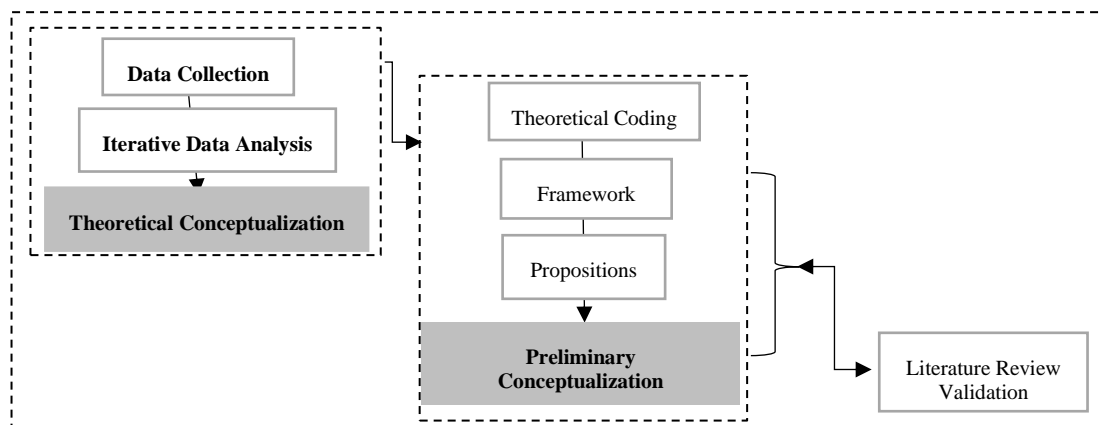 Data Collection
Iterative Data Analysis
Theoretical Conceptualization
Theoretical Coding
Framework
Propositions
Preliminary
Conceptualization
Literature Review
Validation